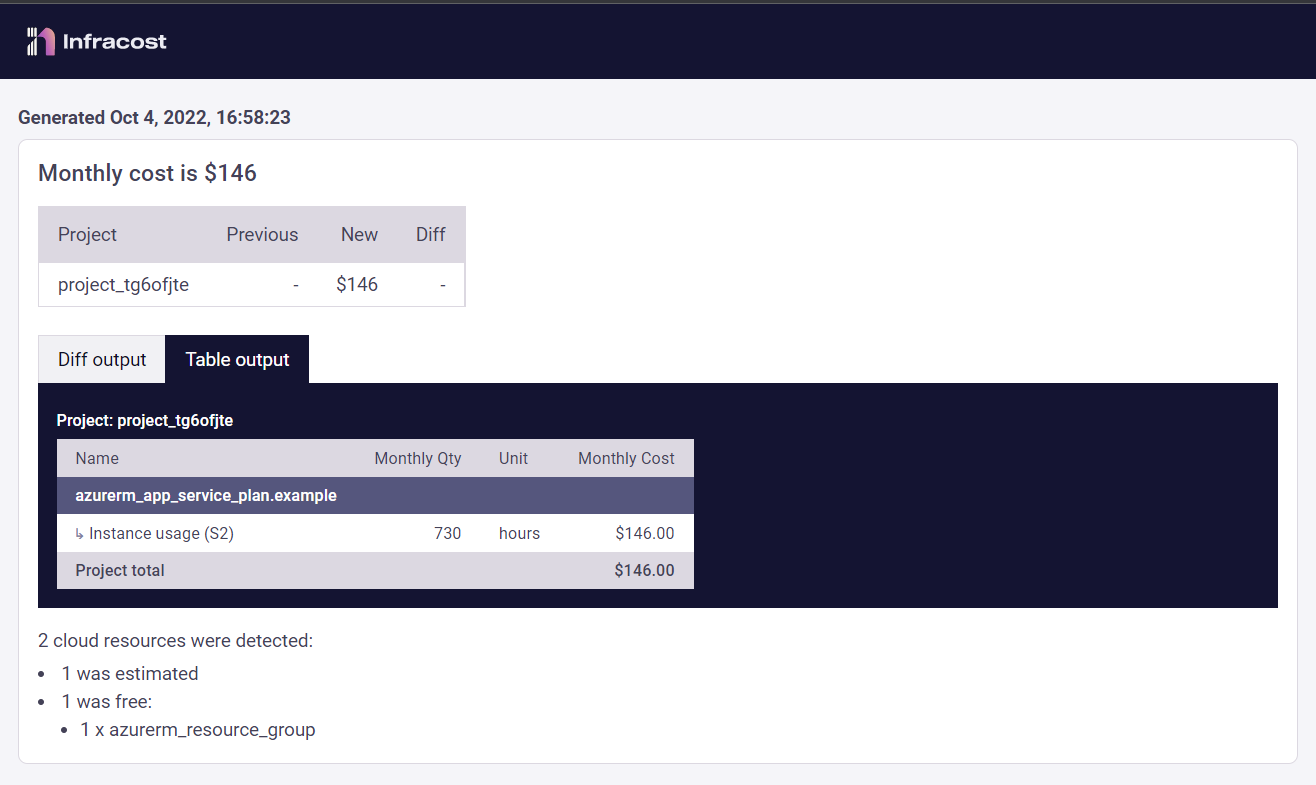 Infracost
Generated Oct 4, 2022, 16:58:23
Monthly cost is $146
Project Previous New Diff
project_tg6ofjte - $146 -
Diff output Table output
Project: project_tg6ofjte
Name Monthly Qty Unit Monthly Cost
azurerm_app_service_plan.example
↳ Instance usage (S2) 730 hours $146.00
Project total $146.00
2 cloud resources were detected:
• 1 was estimated
• 1 was free:
• 1 x azurerm_resource_group